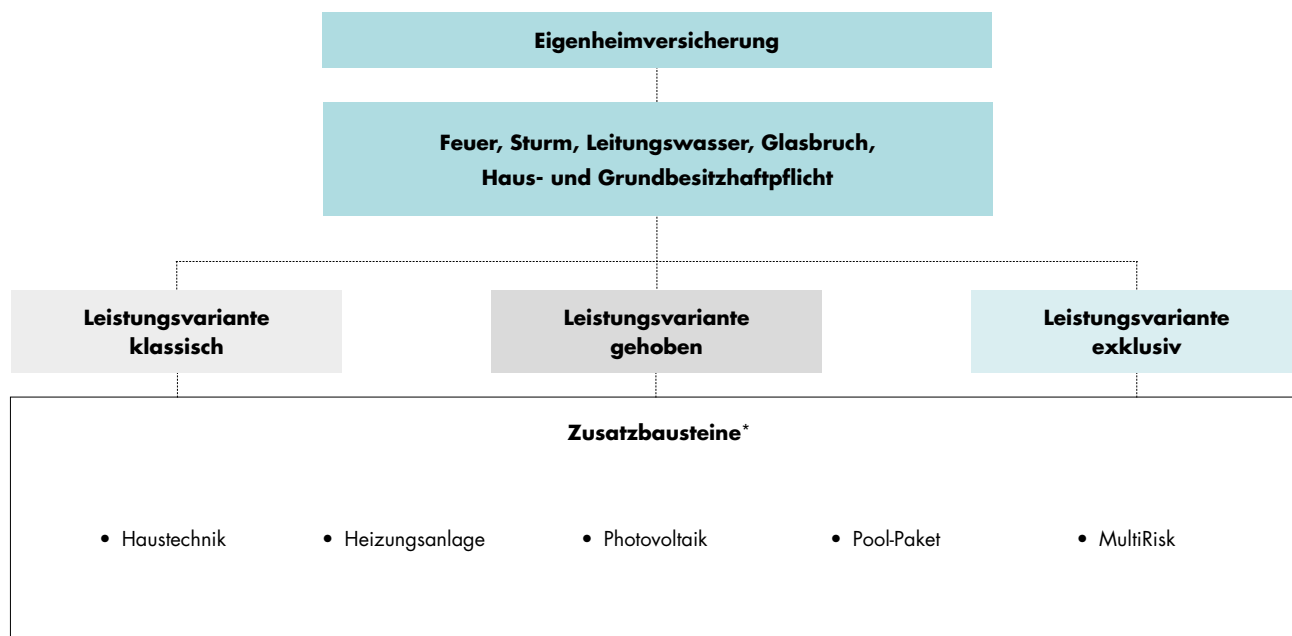 Eigenheimversicherung
Feuer, Sturm, Leitungswasser, Glasbruch,
Haus- und Grundbesitzhaftpflicht
Leistungsvariante
klassisch
Leistungsvariante
gehoben
Leistungsvariante
exklusiv
Zusatzbausteine*
• Haustechnik
• Heizungsanlage
• Photovoltaik
• Pool-Paket
• MultiRisk